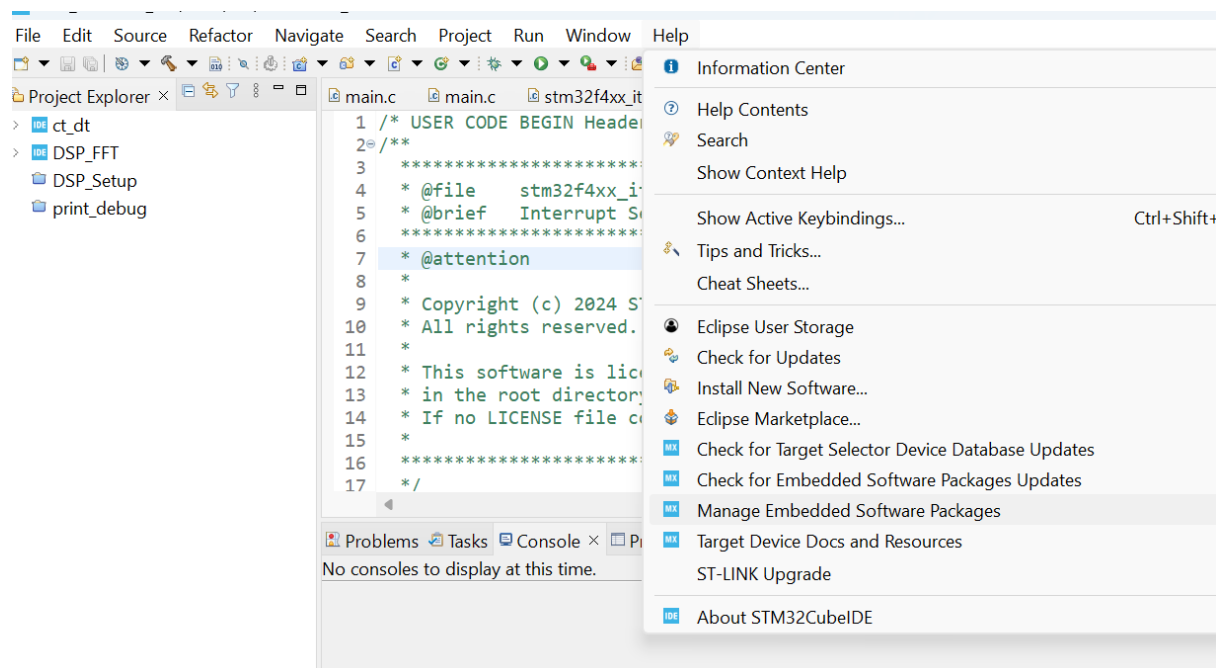 File Edit Source Refactor Navigate Search Project Run Window Help
Project Explorer
ct_dt
DSP_FFT
DSP_Setup
print_debug
main.c main.c stm32f4xx_it
1 /* USER CODE BEGIN Header
2 /**
3 ************************
4 * @file stm32f4xx_it
5 * @brief Interrupt Se
6 ************************
7 * @attention
8 *
9 * Copyright (c) 2024 ST
10 * All rights reserved.
11 *
12 * This software is lice
13 * in the root directory
14 * If no LICENSE file co
15 *
16 ************************
17 */
Problems Tasks Console Pr
No consoles to display at this time.
Information Center
Help Contents
Search
Show Context Help
Show Active Keybindings... Ctrl+Shift+
Tips and Tricks...
Cheat Sheets...
Eclipse User Storage
Check for Updates
Install New Software...
Eclipse Marketplace...
MX Check for Target Selector Device Database Updates
MX Check for Embedded Software Packages Updates
MX Manage Embedded Software Packages
MX Target Device Docs and Resources
ST-LINK Upgrade
IDE About STM32CubeIDE